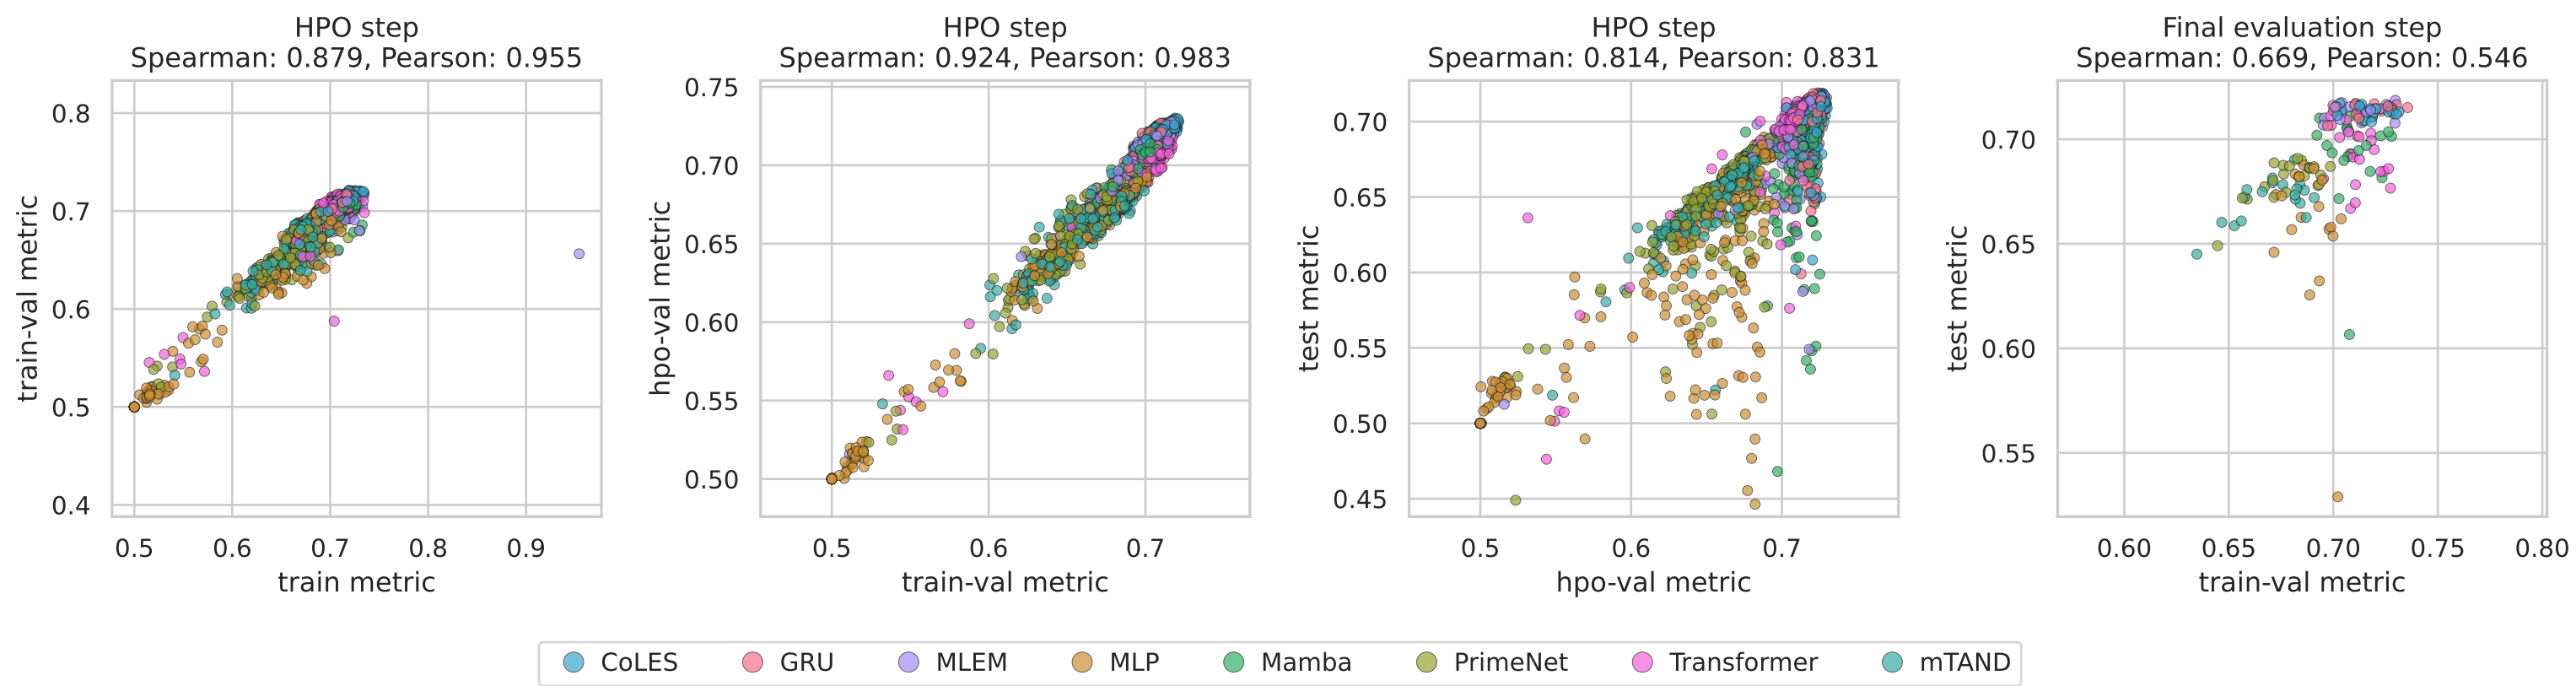 HPO step
Spearman: 0.879, Pearson: 0.955
train-val metric
0.8
0.7
0.6
0.5
0.4
0.5 0.6 0.7 0.8 0.9
train metric
HPO step
Spearman: 0.924, Pearson: 0.983
hpo-val metric
0.75
0.70
0.65
0.60
0.55
0.50
0.5 0.6 0.7
train-val metric
HPO step
Spearman: 0.814, Pearson: 0.831
test metric
0.70
0.65
0.60
0.55
0.50
0.45
0.5 0.6 0.7
hpo-val metric
Final evaluation step
Spearman: 0.669, Pearson: 0.546
test metric
0.70
0.65
0.60
0.55
0.60 0.65 0.70 0.75 0.80
train-val metric
CoLES GRU MLEM MLP Mamba PrimeNet Transformer mTAND